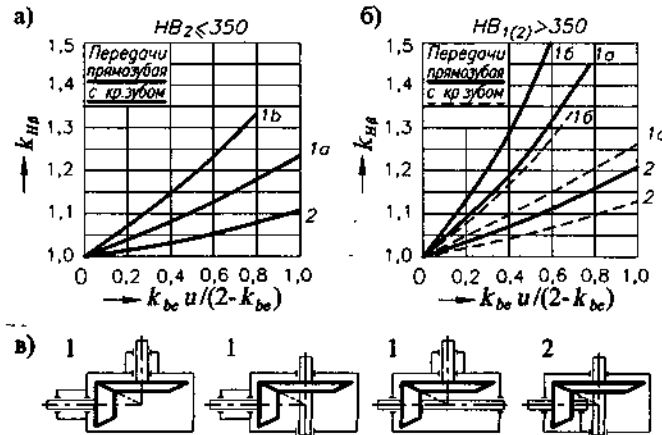 а)
HB₂ ≤ 350
б)
HB₁₍₂₎ > 350
1,5
1,4
1,3
1,2
1,1
1,0
k_Hβ
Передачи
прямозубая
с кр. зубом
1b
1a
2
0
0,2
0,4
0,6
0,8
1,0
k_be u/(2-k_be)
1,5
1,4
1,3
1,2
1,1
1,0
k_Hβ
Передачи
прямозубая
с кр. зубом
1б
1а
1б
1а
2
2
0
0,2
0,4
0,6
0,8
1,0
k_be u/(2-k_be)
в)
1
1
1
2